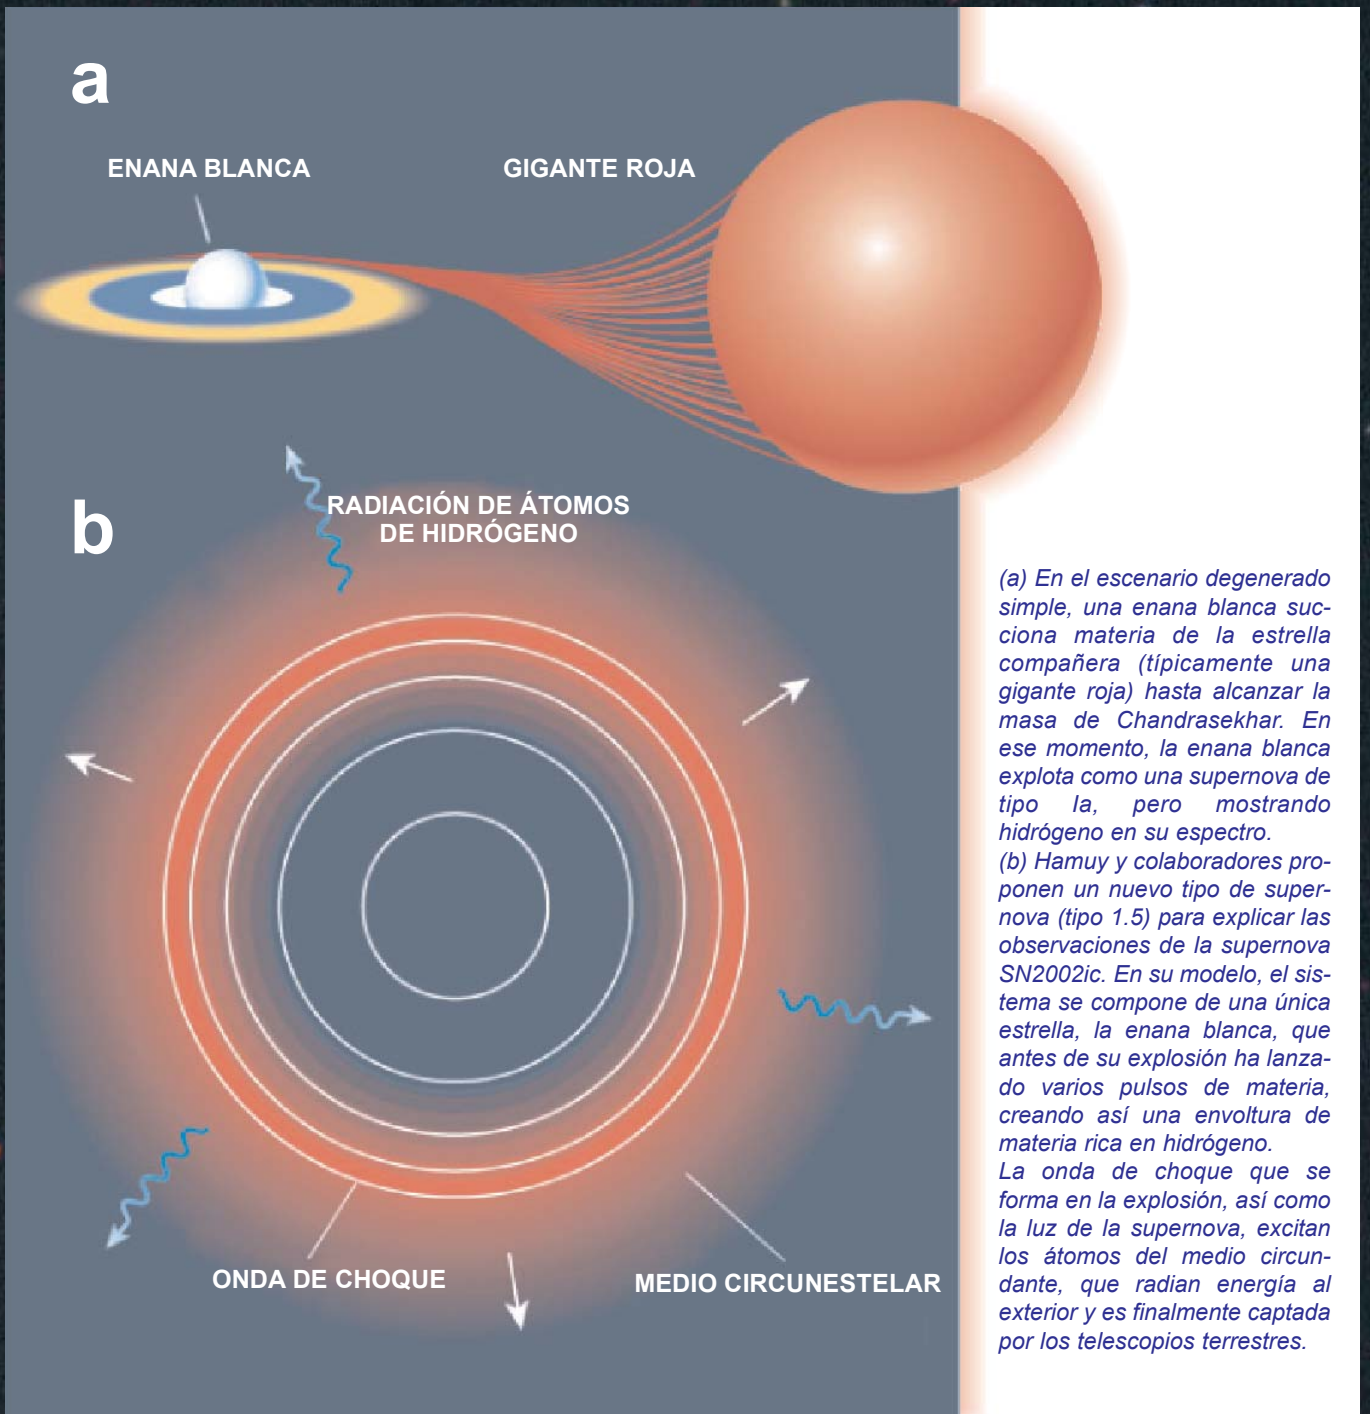 a
ENANA BLANCA
GIGANTE ROJA
b
RADIACIÓN DE ÁTOMOS
DE HIDRÓGENO
ONDA DE CHOQUE
MEDIO CIRCUNESTELAR
(a) En el escenario degenerado
simple, una enana blanca suc-
ciona materia de la estrella
compañera (típicamente una
gigante roja) hasta alcanzar la
masa de Chandrasekhar. En
ese momento, la enana blanca
explota como una supernova de
tipo Ia, pero mostrando
hidrógeno en su espectro.
(b) Hamuy y colaboradores pro-
ponen un nuevo tipo de super-
nova (tipo 1.5) para explicar las
observaciones de la supernova
SN2002ic. En su modelo, el sis-
tema se compone de una única
estrella, la enana blanca, que
antes de su explosión ha lanza-
do varios pulsos de materia,
creando así una envoltura de
materia rica en hidrógeno.
La onda de choque que se
forma en la explosión, así como
la luz de la supernova, excitan
los átomos del medio circun-
dante, que radian energía al
exterior y es finalmente captada
por los telescopios terrestres.